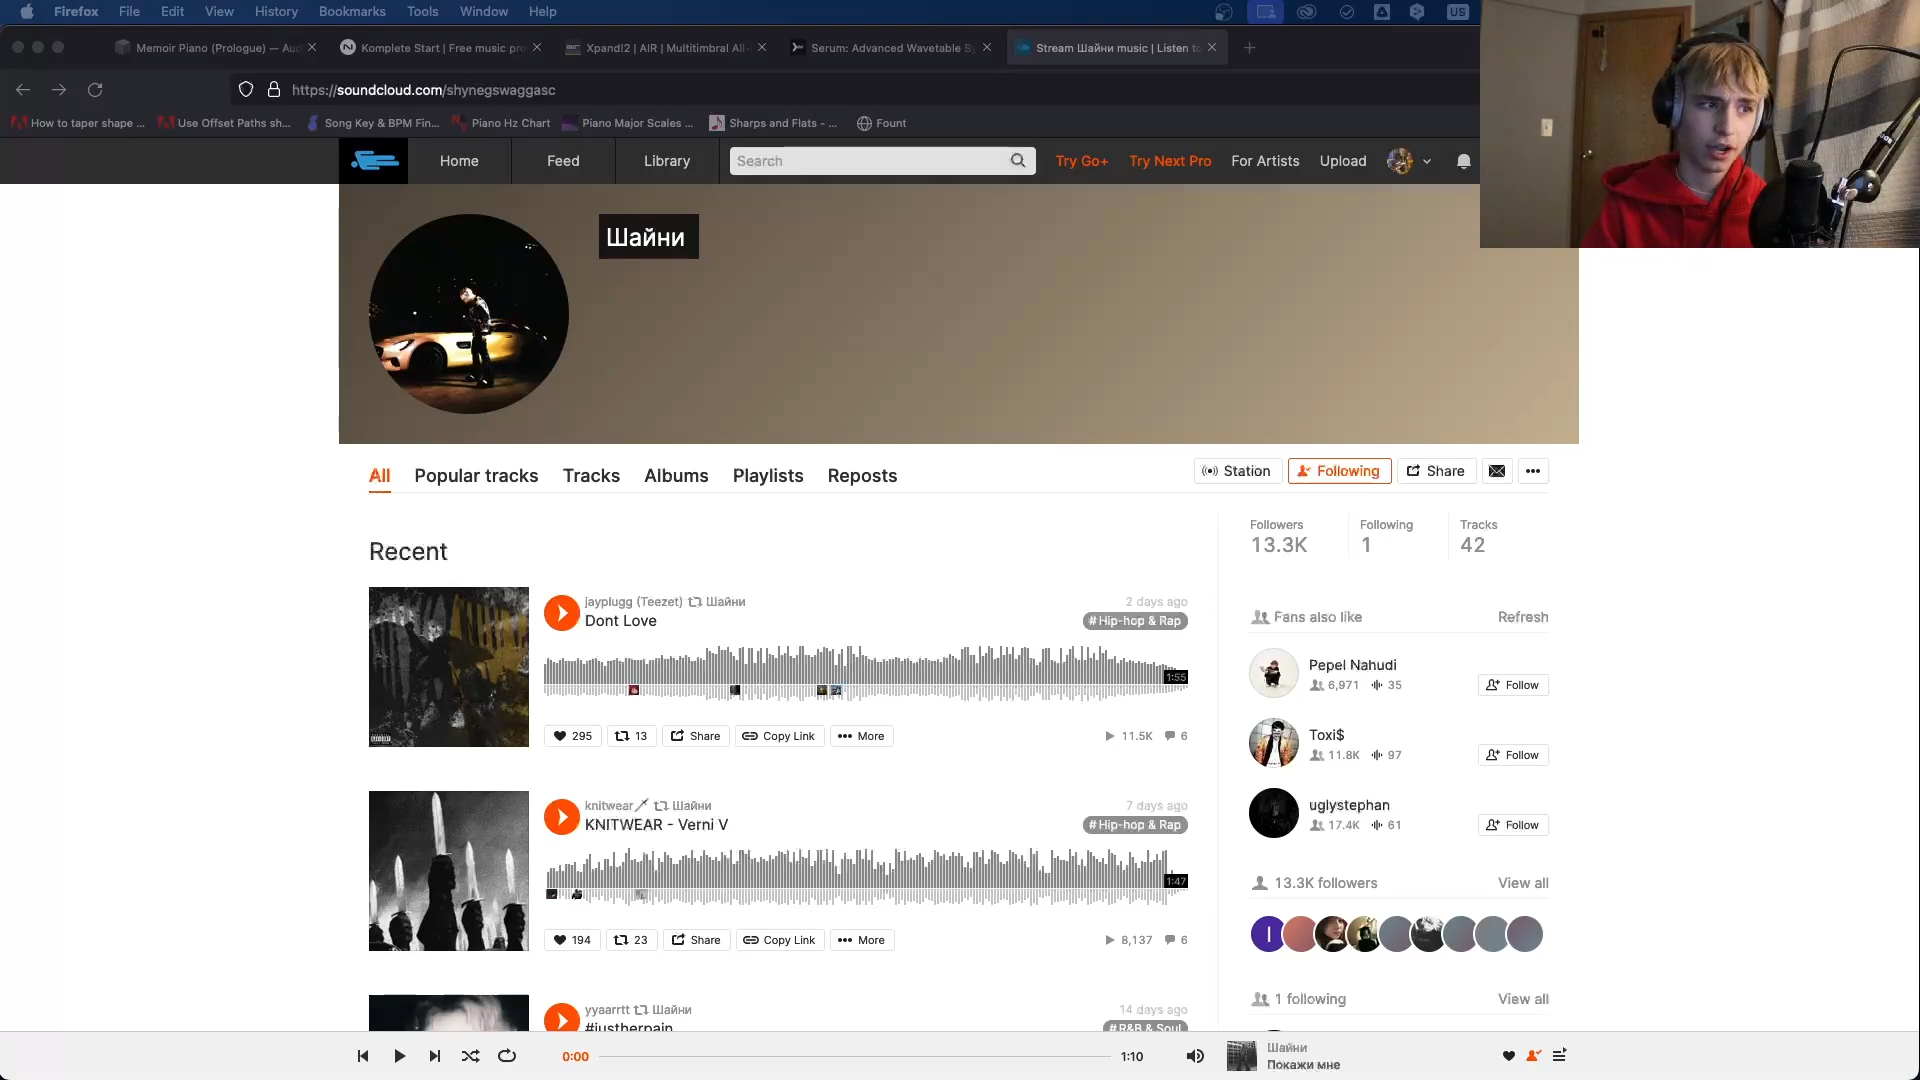 Firefox File Edit View History Bookmarks Tools Window Help US
Memoir Piano (Prologue) — Aud
Komplete Start | Free music pro
Xpand!2 | AIR | Multitimbral All-
Serum: Advanced Wavetable Sy
Stream Шайни music | Listen to
https://soundcloud.com/shynegswaggasc
How to taper shape ...
Use Offset Paths sh...
Song Key & BPM Fin...
Piano Hz Chart
Piano Major Scales ...
Sharps and Flats - ...
Fount
Home Feed Library Search Try Go+ Try Next Pro For Artists Upload
Шайни
All Popular tracks Tracks Albums Playlists Reposts
Station Following Share
Followers Following Tracks
13.3K 1 42
Recent
jayplugg (Teezet) Шайни 2 days ago
Dont Love # Hip-hop & Rap
1:55
295 13 Share Copy Link More 11.5K 6
knitwear Шайни 7 days ago
KNITWEAR - Verni V # Hip-hop & Rap
1:47
194 23 Share Copy Link More 8,137 6
yyaarrtt Шайни 14 days ago
#justherpain # R&B & Soul
Fans also like Refresh
Pepel Nahudi
6,971 35 Follow
Toxi$
11.8K 97 Follow
uglystephan
17.4K 61 Follow
13.3K followers View all
I
1 following View all
0:00 1:10
Шайни
Покажи мне